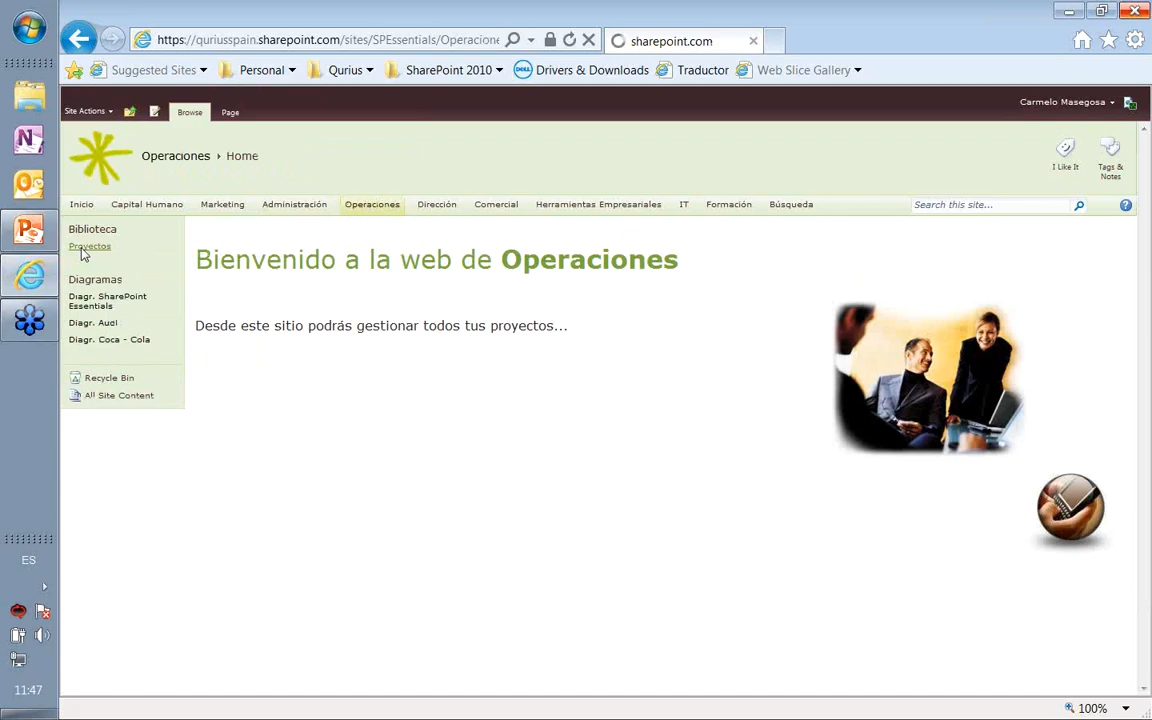 https://quriusspain.sharepoint.com/sites/SPEssentials/Operacione
sharepoint.com
Suggested Sites
Personal
Qurius
SharePoint 2010
Drivers & Downloads
Traductor
Web Slice Gallery
Site Actions
Browse
Page
Carmelo Masegosa
Operaciones
Home
I Like It
Tags &
Notes
Inicio
Capital Humano
Marketing
Administración
Operaciones
Dirección
Comercial
Herramientas Empresariales
IT
Formación
Búsqueda
Search this site...
Biblioteca
Proyectos
Diagramas
Diagr. SharePoint
Essentials
Diagr. Audi
Diagr. Coca - Cola
Recycle Bin
All Site Content
Bienvenido a la web de Operaciones
Desde este sitio podrás gestionar todos tus proyectos...
ES
11:47
100%